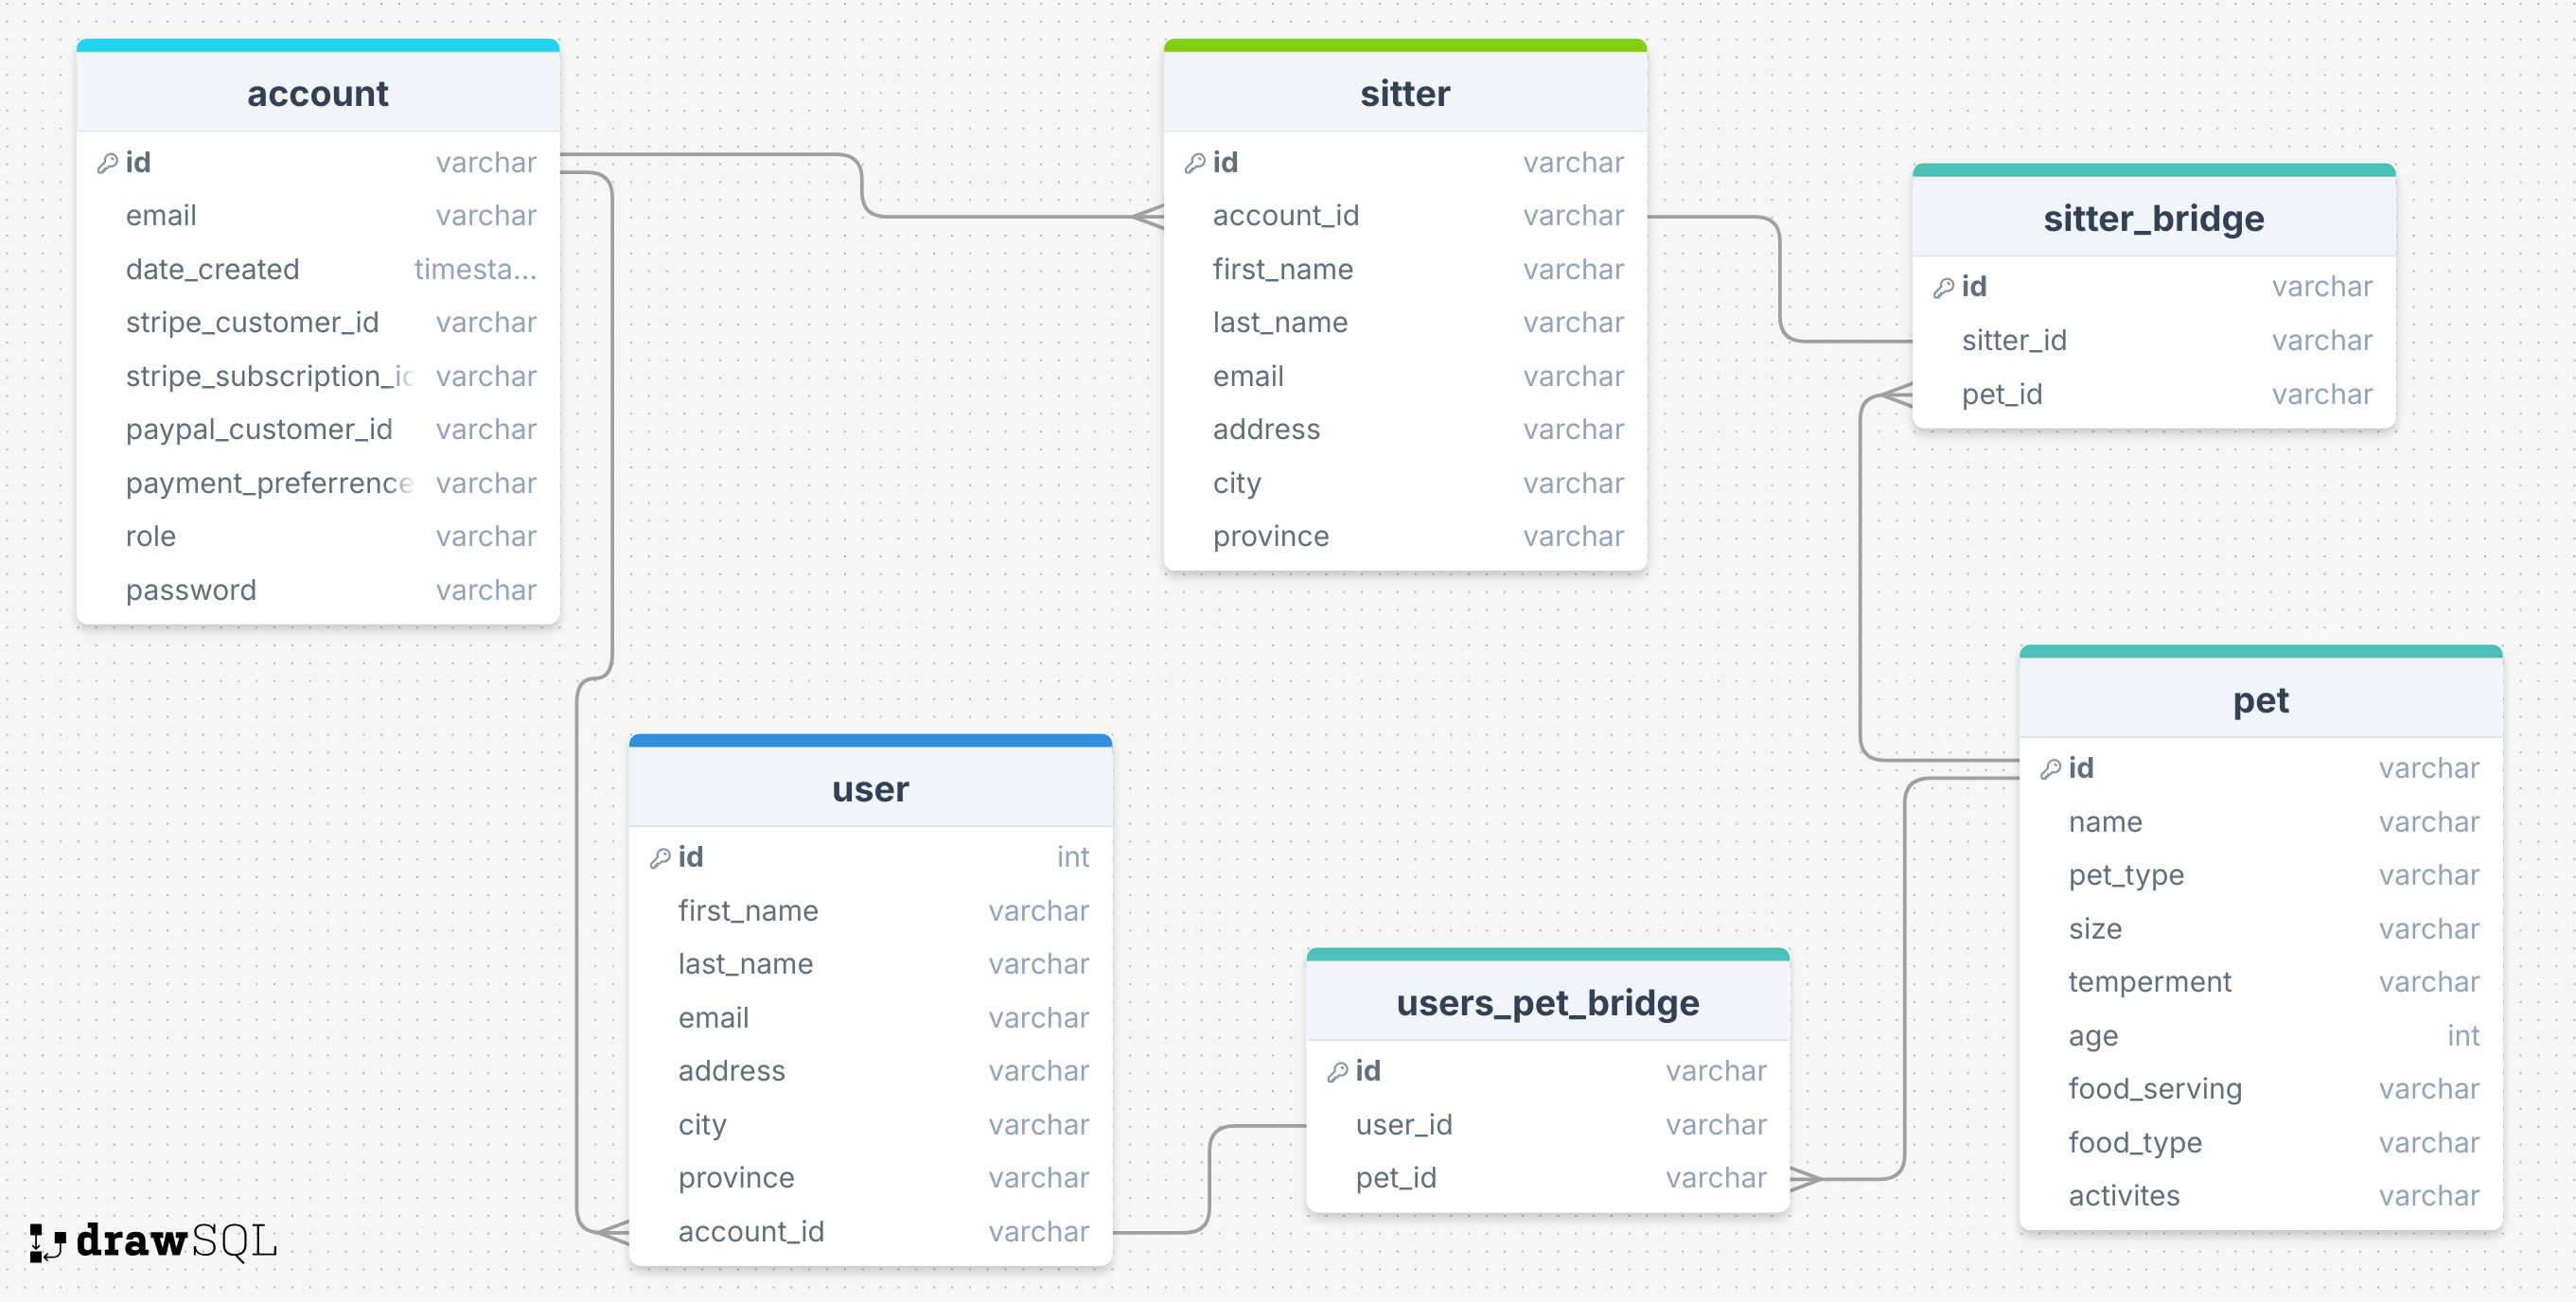 account
id varchar
email varchar
date_created timesta...
stripe_customer_id varchar
stripe_subscription_id varchar
paypal_customer_id varchar
payment_preferrence varchar
role varchar
password varchar
sitter
id varchar
account_id varchar
first_name varchar
last_name varchar
email varchar
address varchar
city varchar
province varchar
sitter_bridge
id varchar
sitter_id varchar
pet_id varchar
user
id int
first_name varchar
last_name varchar
email varchar
address varchar
city varchar
province varchar
account_id varchar
users_pet_bridge
id varchar
user_id varchar
pet_id varchar
pet
id varchar
name varchar
pet_type varchar
size varchar
temperment varchar
age int
food_serving varchar
food_type varchar
activites varchar
drawSQL